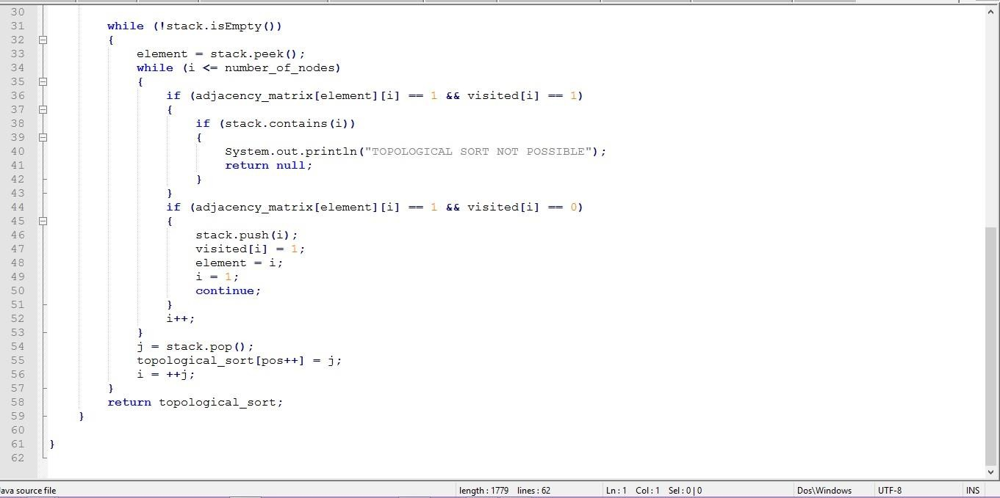 30
31 while (!stack.isEmpty())
32 {
33 element = stack.peek();
34 while (i <= number_of_nodes)
35 {
36 if (adjacency_matrix[element][i] == 1 && visited[i] == 1)
37 {
38 if (stack.contains(i))
39 {
40 System.out.println("TOPOLOGICAL SORT NOT POSSIBLE");
41 return null;
42 }
43 }
44 if (adjacency_matrix[element][i] == 1 && visited[i] == 0)
45 {
46 stack.push(i);
47 visited[i] = 1;
48 element = i;
49 i = 1;
50 continue;
51 }
52 i++;
53 }
54 j = stack.pop();
55 topological_sort[pos++] = j;
56 i = ++j;
57 }
58 return topological_sort;
59 }
60
61 }
62
ava source file length : 1779 lines : 62 Ln : 1 Col : 1 Sel : 0 | 0 Dos\Windows UTF-8 INS